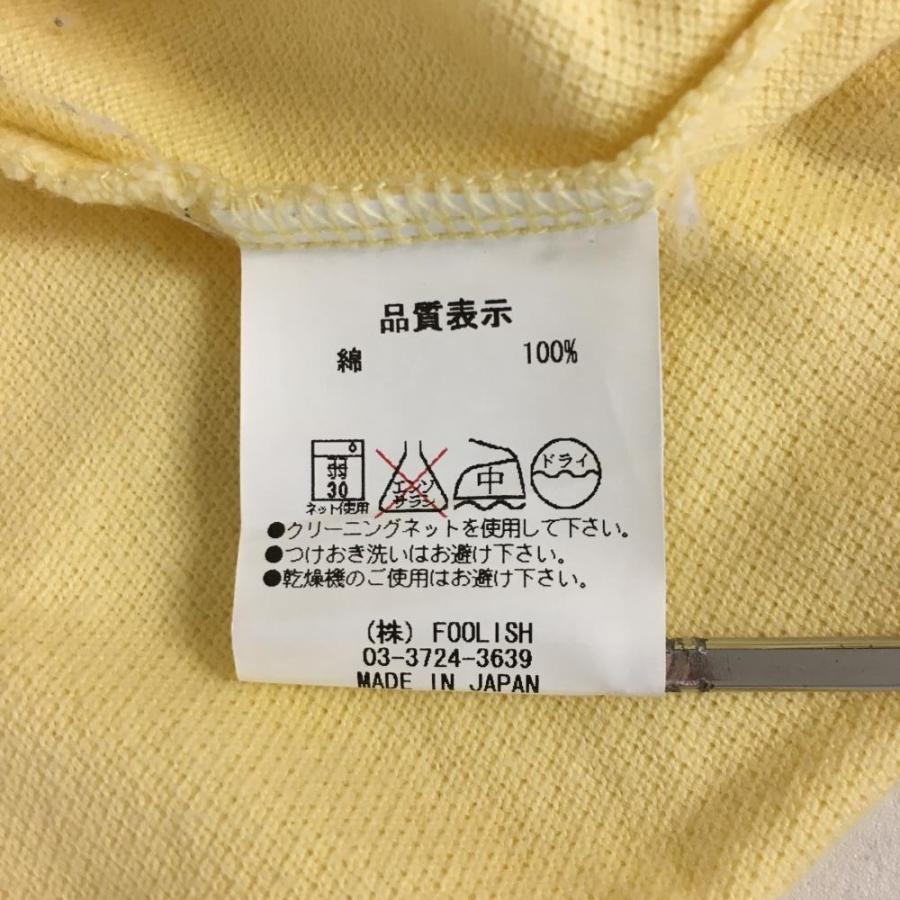 品質表示
綿 100%
弱
30
ネット使用
エンソ
サラシ
中
ドライ
●クリーニングネットを使用して下さい。
●つけおき洗いはお避け下さい。
●乾燥機のご使用はお避け下さい。
(株) FOOLISH
03-3724-3639
MADE IN JAPAN